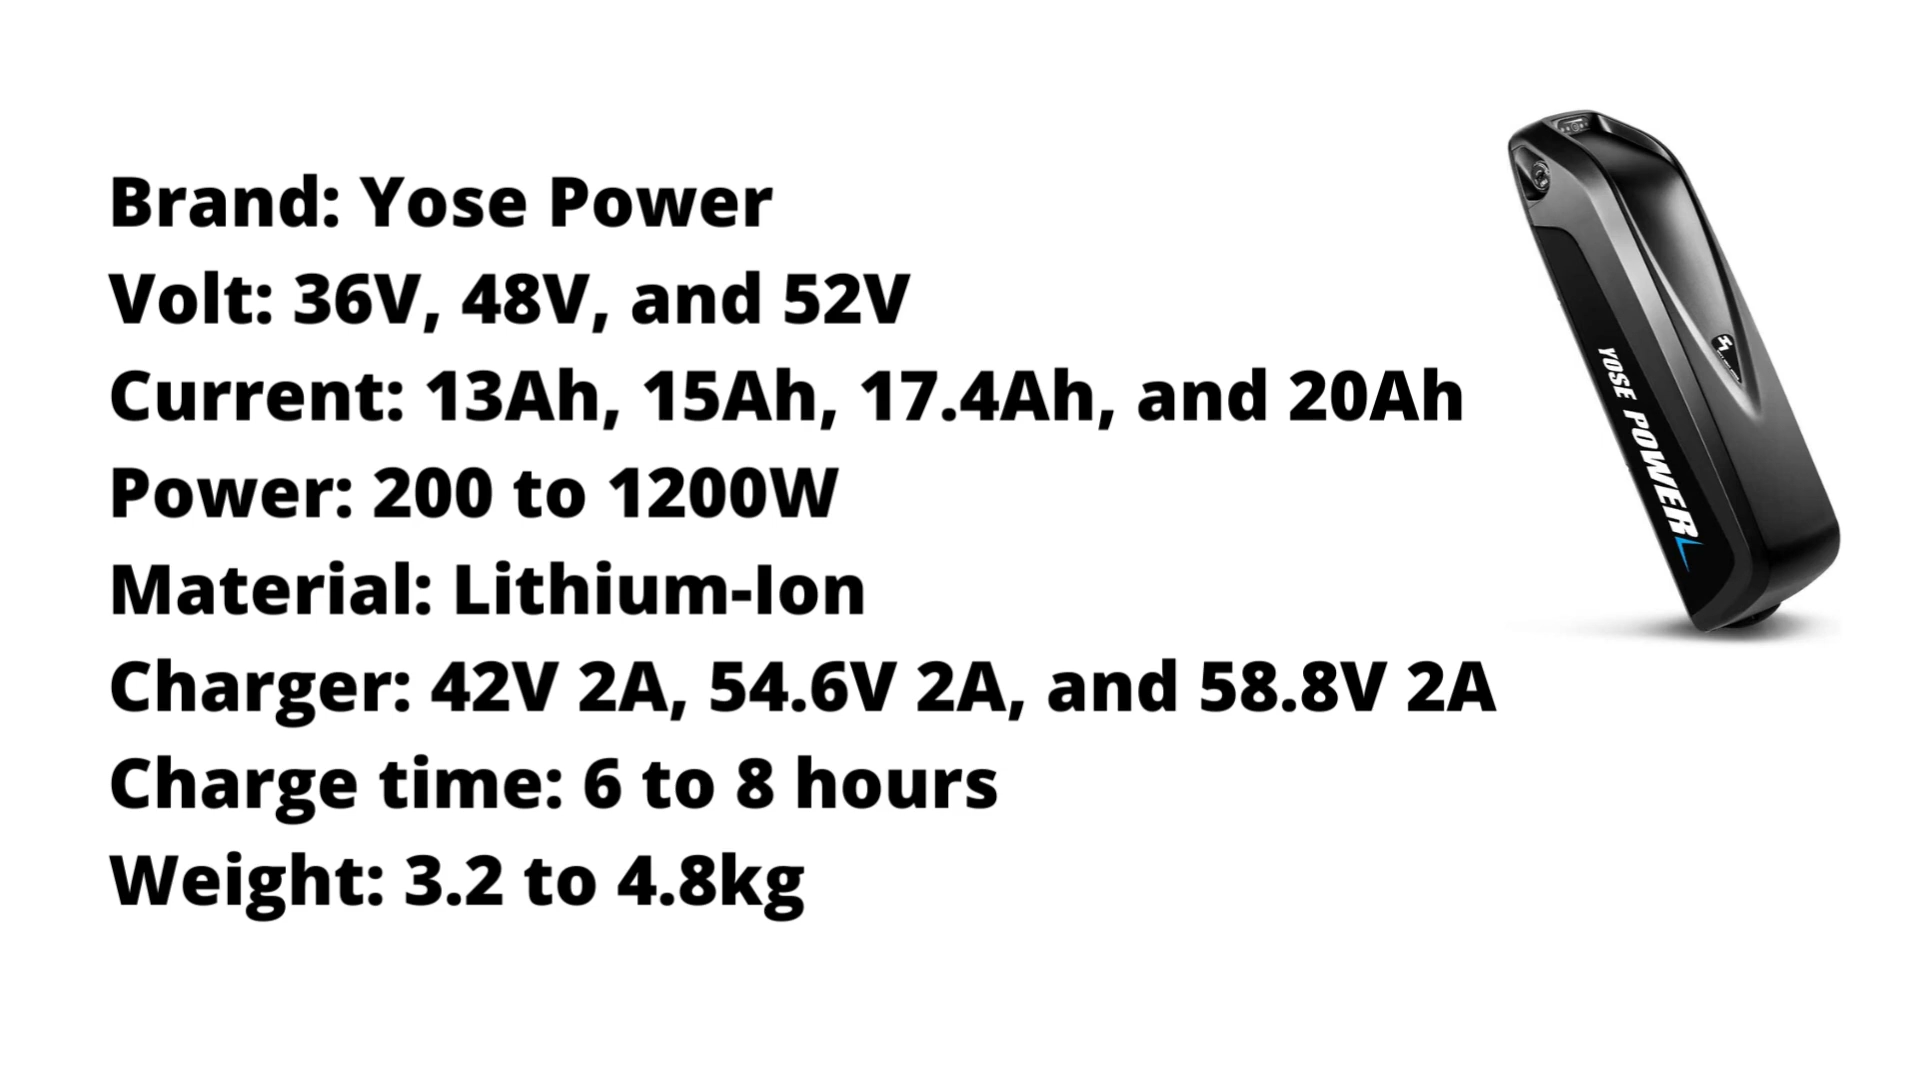 Brand: Yose Power
Volt: 36V, 48V, and 52V
Current: 13Ah, 15Ah, 17.4Ah, and 20Ah
Power: 200 to 1200W
Material: Lithium-Ion
Charger: 42V 2A, 54.6V 2A, and 58.8V 2A
Charge time: 6 to 8 hours
Weight: 3.2 to 4.8kg
YOSE POWER